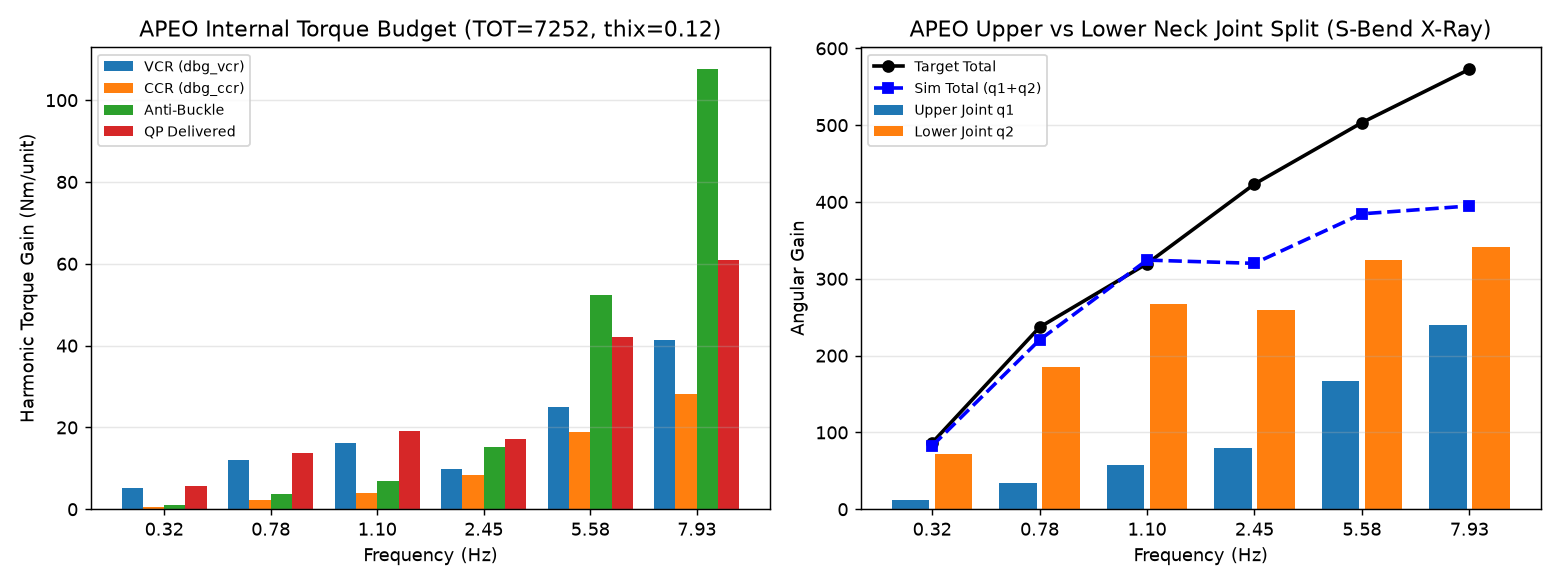 APEO Internal Torque Budget (TOT=7252, thix=0.12)
Harmonic Torque Gain (Nm/unit)
100
80
60
40
20
0
VCR (dbg_vcr)
CCR (dbg_ccr)
Anti-Buckle
QP Delivered
0.32 0.78 1.10 2.45 5.58 7.93
Frequency (Hz)
APEO Upper vs Lower Neck Joint Split (S-Bend X-Ray)
Angular Gain
600
500
400
300
200
100
0
Target Total
Sim Total (q1+q2)
Upper Joint q1
Lower Joint q2
0.32 0.78 1.10 2.45 5.58 7.93
Frequency (Hz)